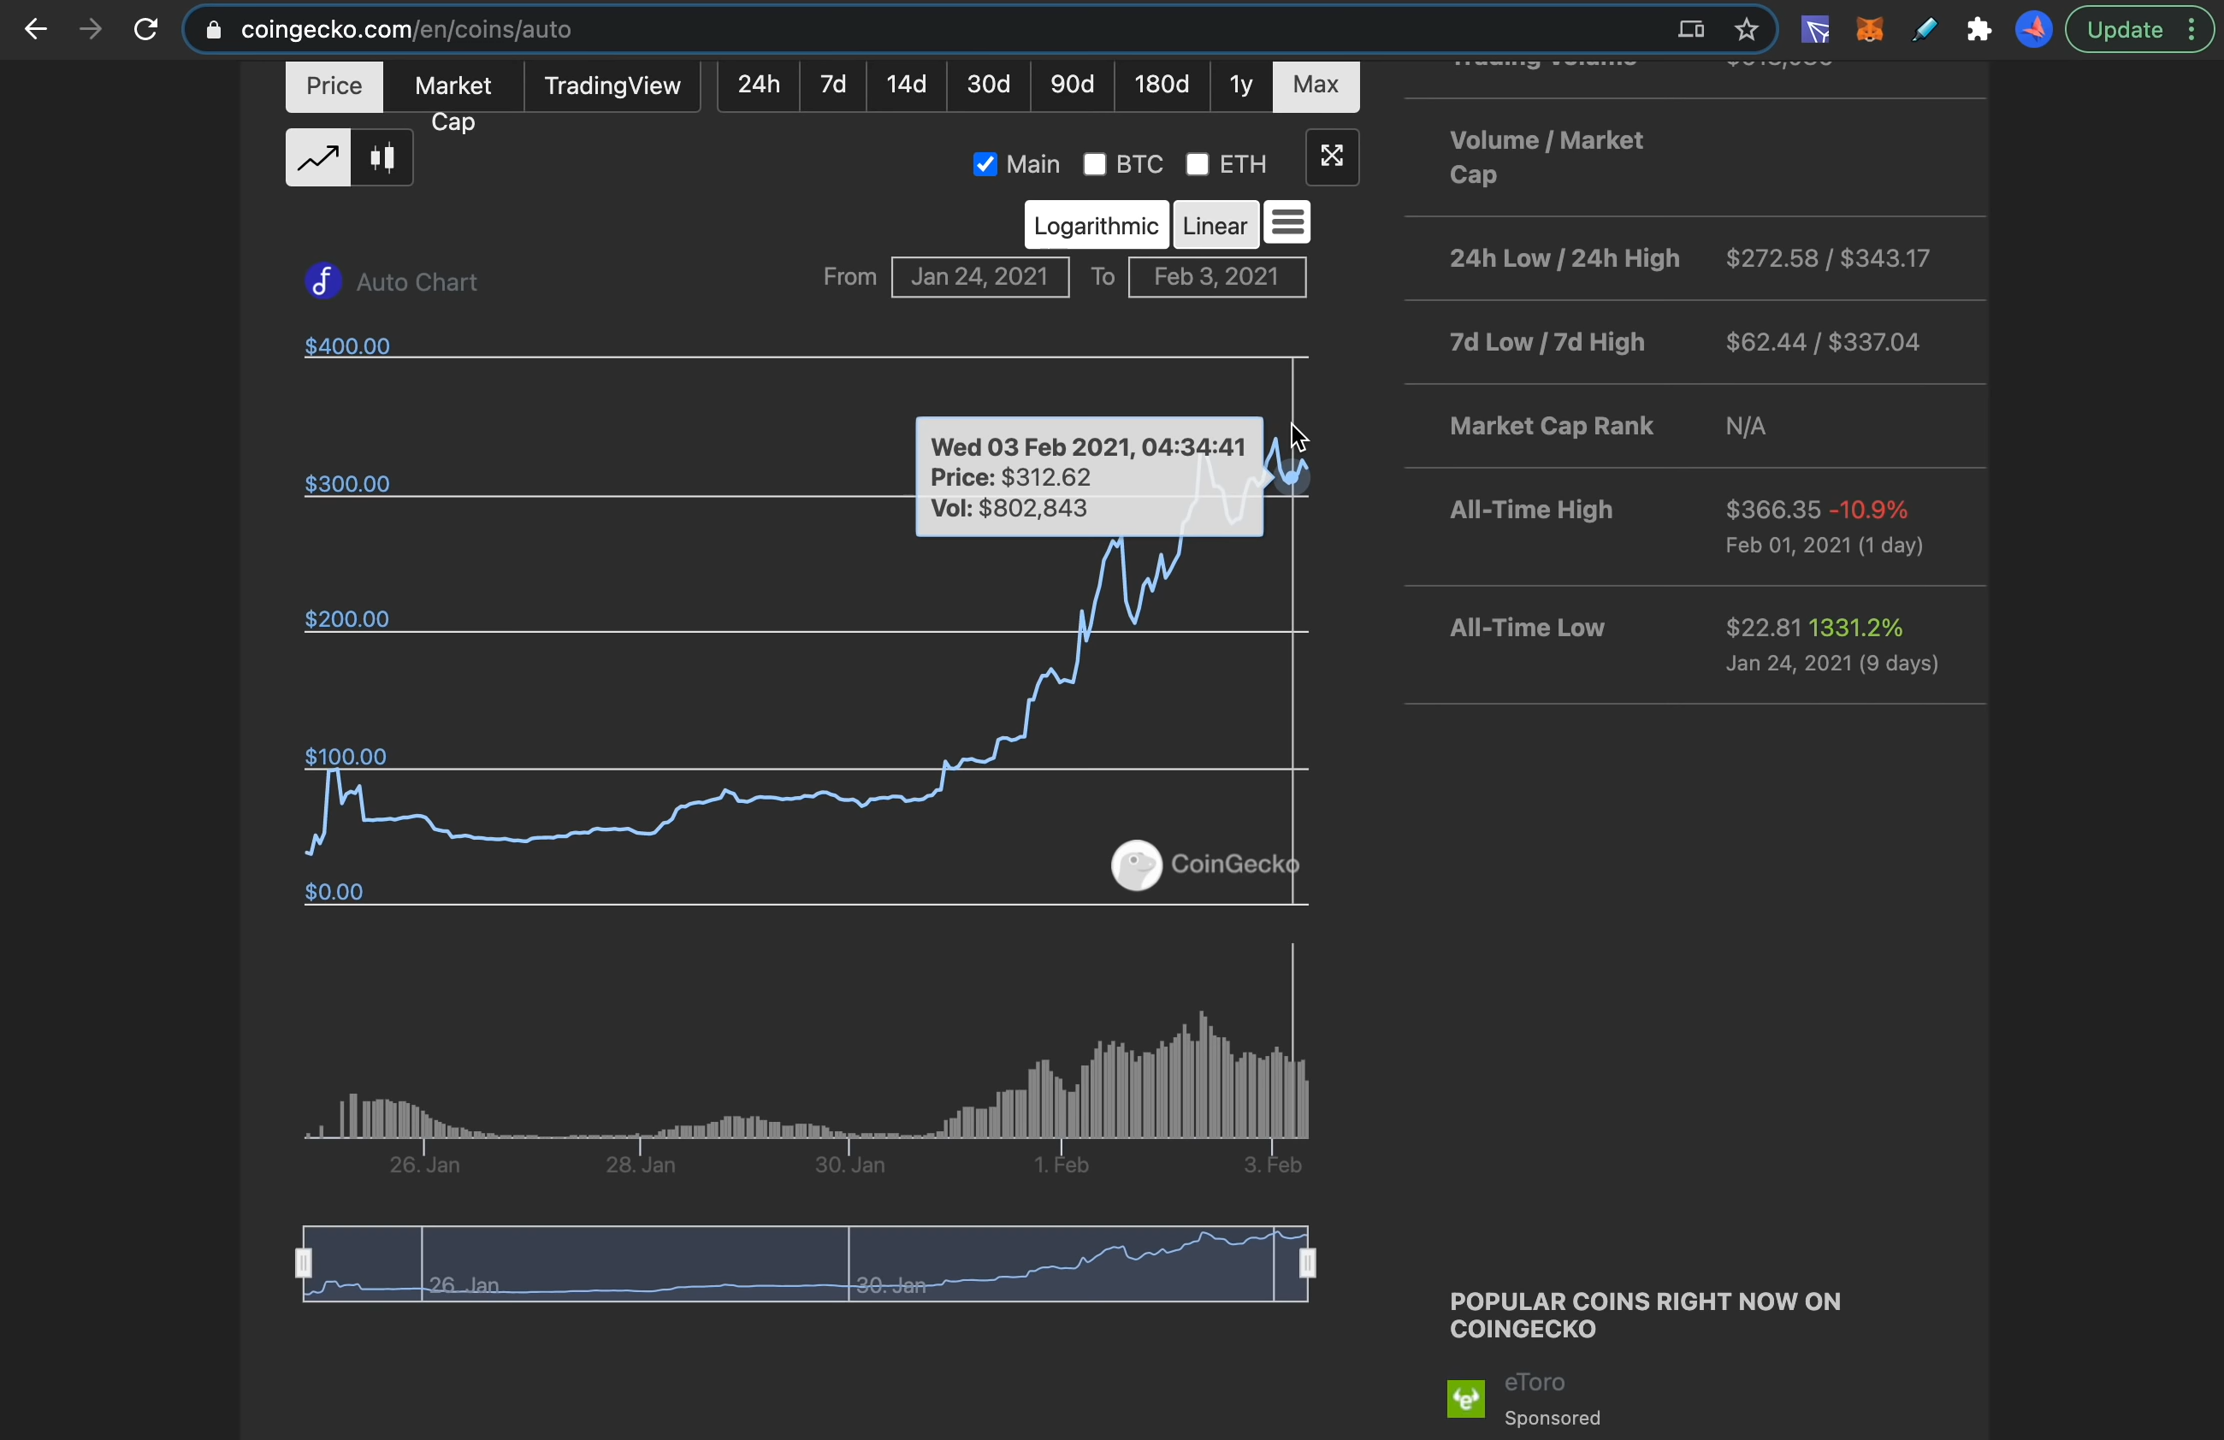 coingecko.com/en/coins/auto
Update
Price
Market Cap
TradingView
24h
7d
14d
30d
90d
180d
1y
Max
Main
BTC
ETH
Logarithmic
Linear
Auto Chart
From
Jan 24, 2021
To
Feb 3, 2021
$400.00
$300.00
$200.00
$100.00
$0.00
Wed 03 Feb 2021, 04:34:41
Price: $312.62
Vol: $802,843
CoinGecko
26. Jan
28. Jan
30. Jan
1. Feb
3. Feb
26. Jan
30. Jan
Trading Volume
Volume / Market
Cap
24h Low / 24h High
$272.58 / $343.17
7d Low / 7d High
$62.44 / $337.04
Market Cap Rank
N/A
All-Time High
$366.35 -10.9%
Feb 01, 2021 (1 day)
All-Time Low
$22.81 1331.2%
Jan 24, 2021 (9 days)
POPULAR COINS RIGHT NOW ON
COINGECKO
eToro
Sponsored